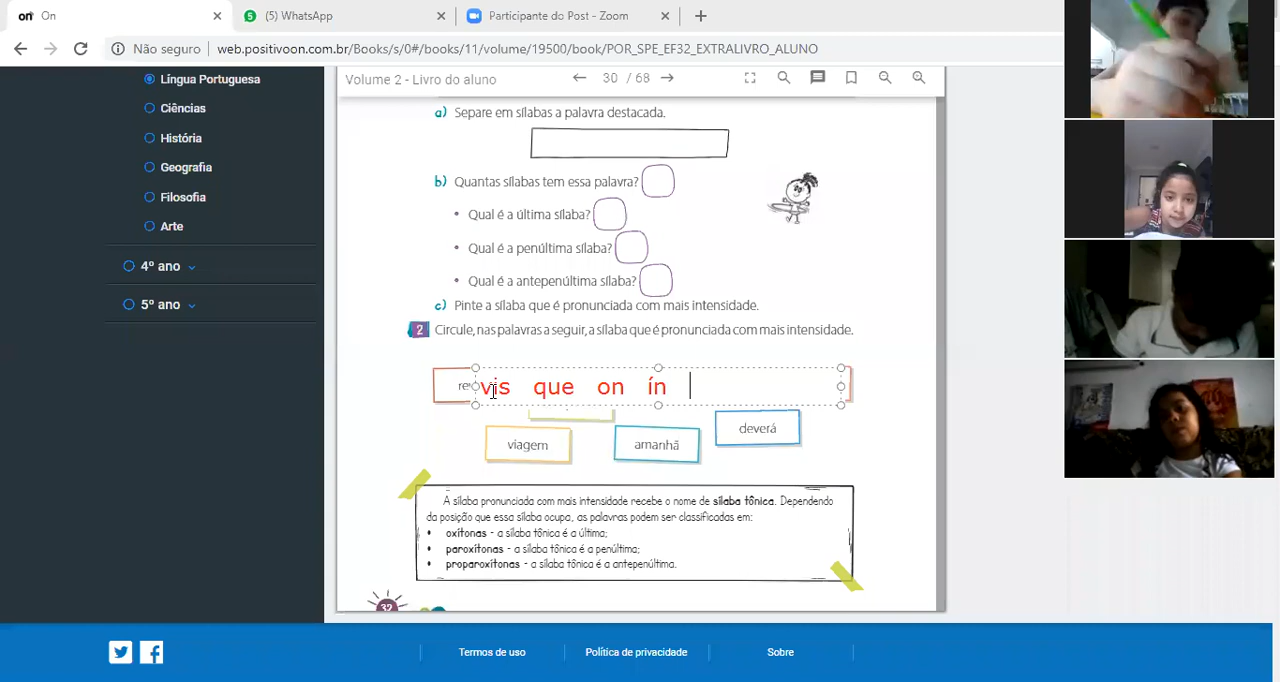 On
(5) WhatsApp
Participante do Post - Zoom
Não seguro web.positivoon.com.br/Books/s/0#/books/11/volume/19500/book/POR_SPE_EF32_EXTRALIVRO_ALUNO
Língua Portuguesa
Ciências
História
Geografia
Filosofia
Arte
4º ano
5º ano
Volume 2 - Livro do aluno
30 / 68
a) Separe em sílabas a palavra destacada.
b) Quantas sílabas tem essa palavra?
• Qual é a última sílaba?
• Qual é a penúltima sílaba?
• Qual é a antepenúltima sílaba?
c) Pinte a sílaba que é pronunciada com mais intensidade.
2 Circule, nas palavras a seguir, a sílaba que é pronunciada com mais intensidade.
vis que on ín
deverá
viagem
amanhã
A sílaba pronunciada com mais intensidade recebe o nome de sílaba tônica. Dependendo
da posição que essa sílaba ocupa, as palavras podem ser classificadas em:
• oxítonas - a sílaba tônica é a última;
• paroxítonas - a sílaba tônica é a penúltima;
• proparoxítonas - a sílaba tônica é a antepenúltima.
32
Termos de uso
Política de privacidade
Sobre